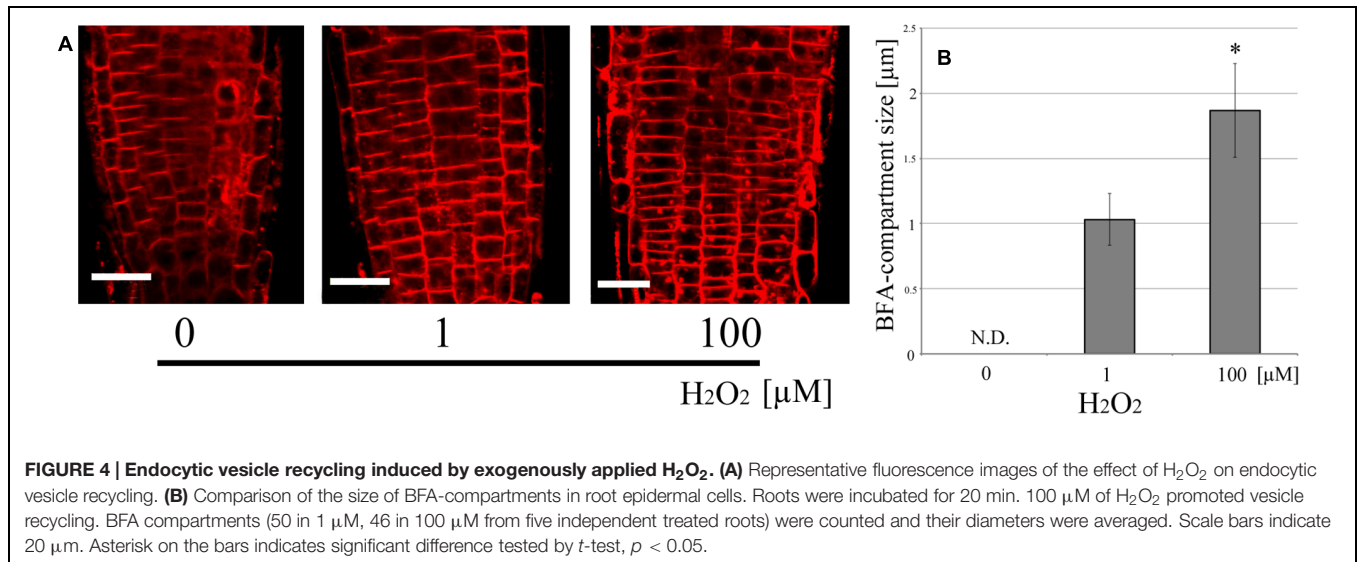 A
0 1 100
H2O2 [µM]
B
BFA-compartment size [µm]
2.5
2
1.5
1
0.5
0
N.D.
*
0 1 100 [µM]
H2O2
FIGURE 4 | Endocytic vesicle recycling induced by exogenously applied H2O2. (A) Representative fluorescence images of the effect of H2O2 on endocytic
vesicle recycling. (B) Comparison of the size of BFA-compartments in root epidermal cells. Roots were incubated for 20 min. 100 µM of H2O2 promoted vesicle
recycling. BFA compartments (50 in 1 µM, 46 in 100 µM from five independent treated roots) were counted and their diameters were averaged. Scale bars indicate
20 µm. Asterisk on the bars indicates significant difference tested by t-test, p < 0.05.